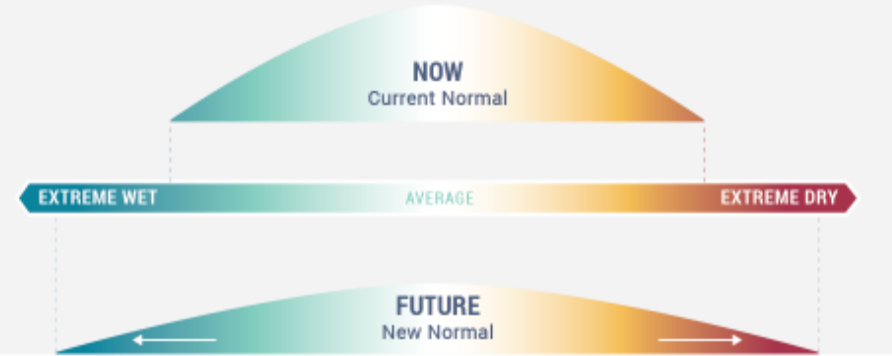 NOW
Current Normal
EXTREME WET AVERAGE EXTREME DRY
FUTURE
New Normal